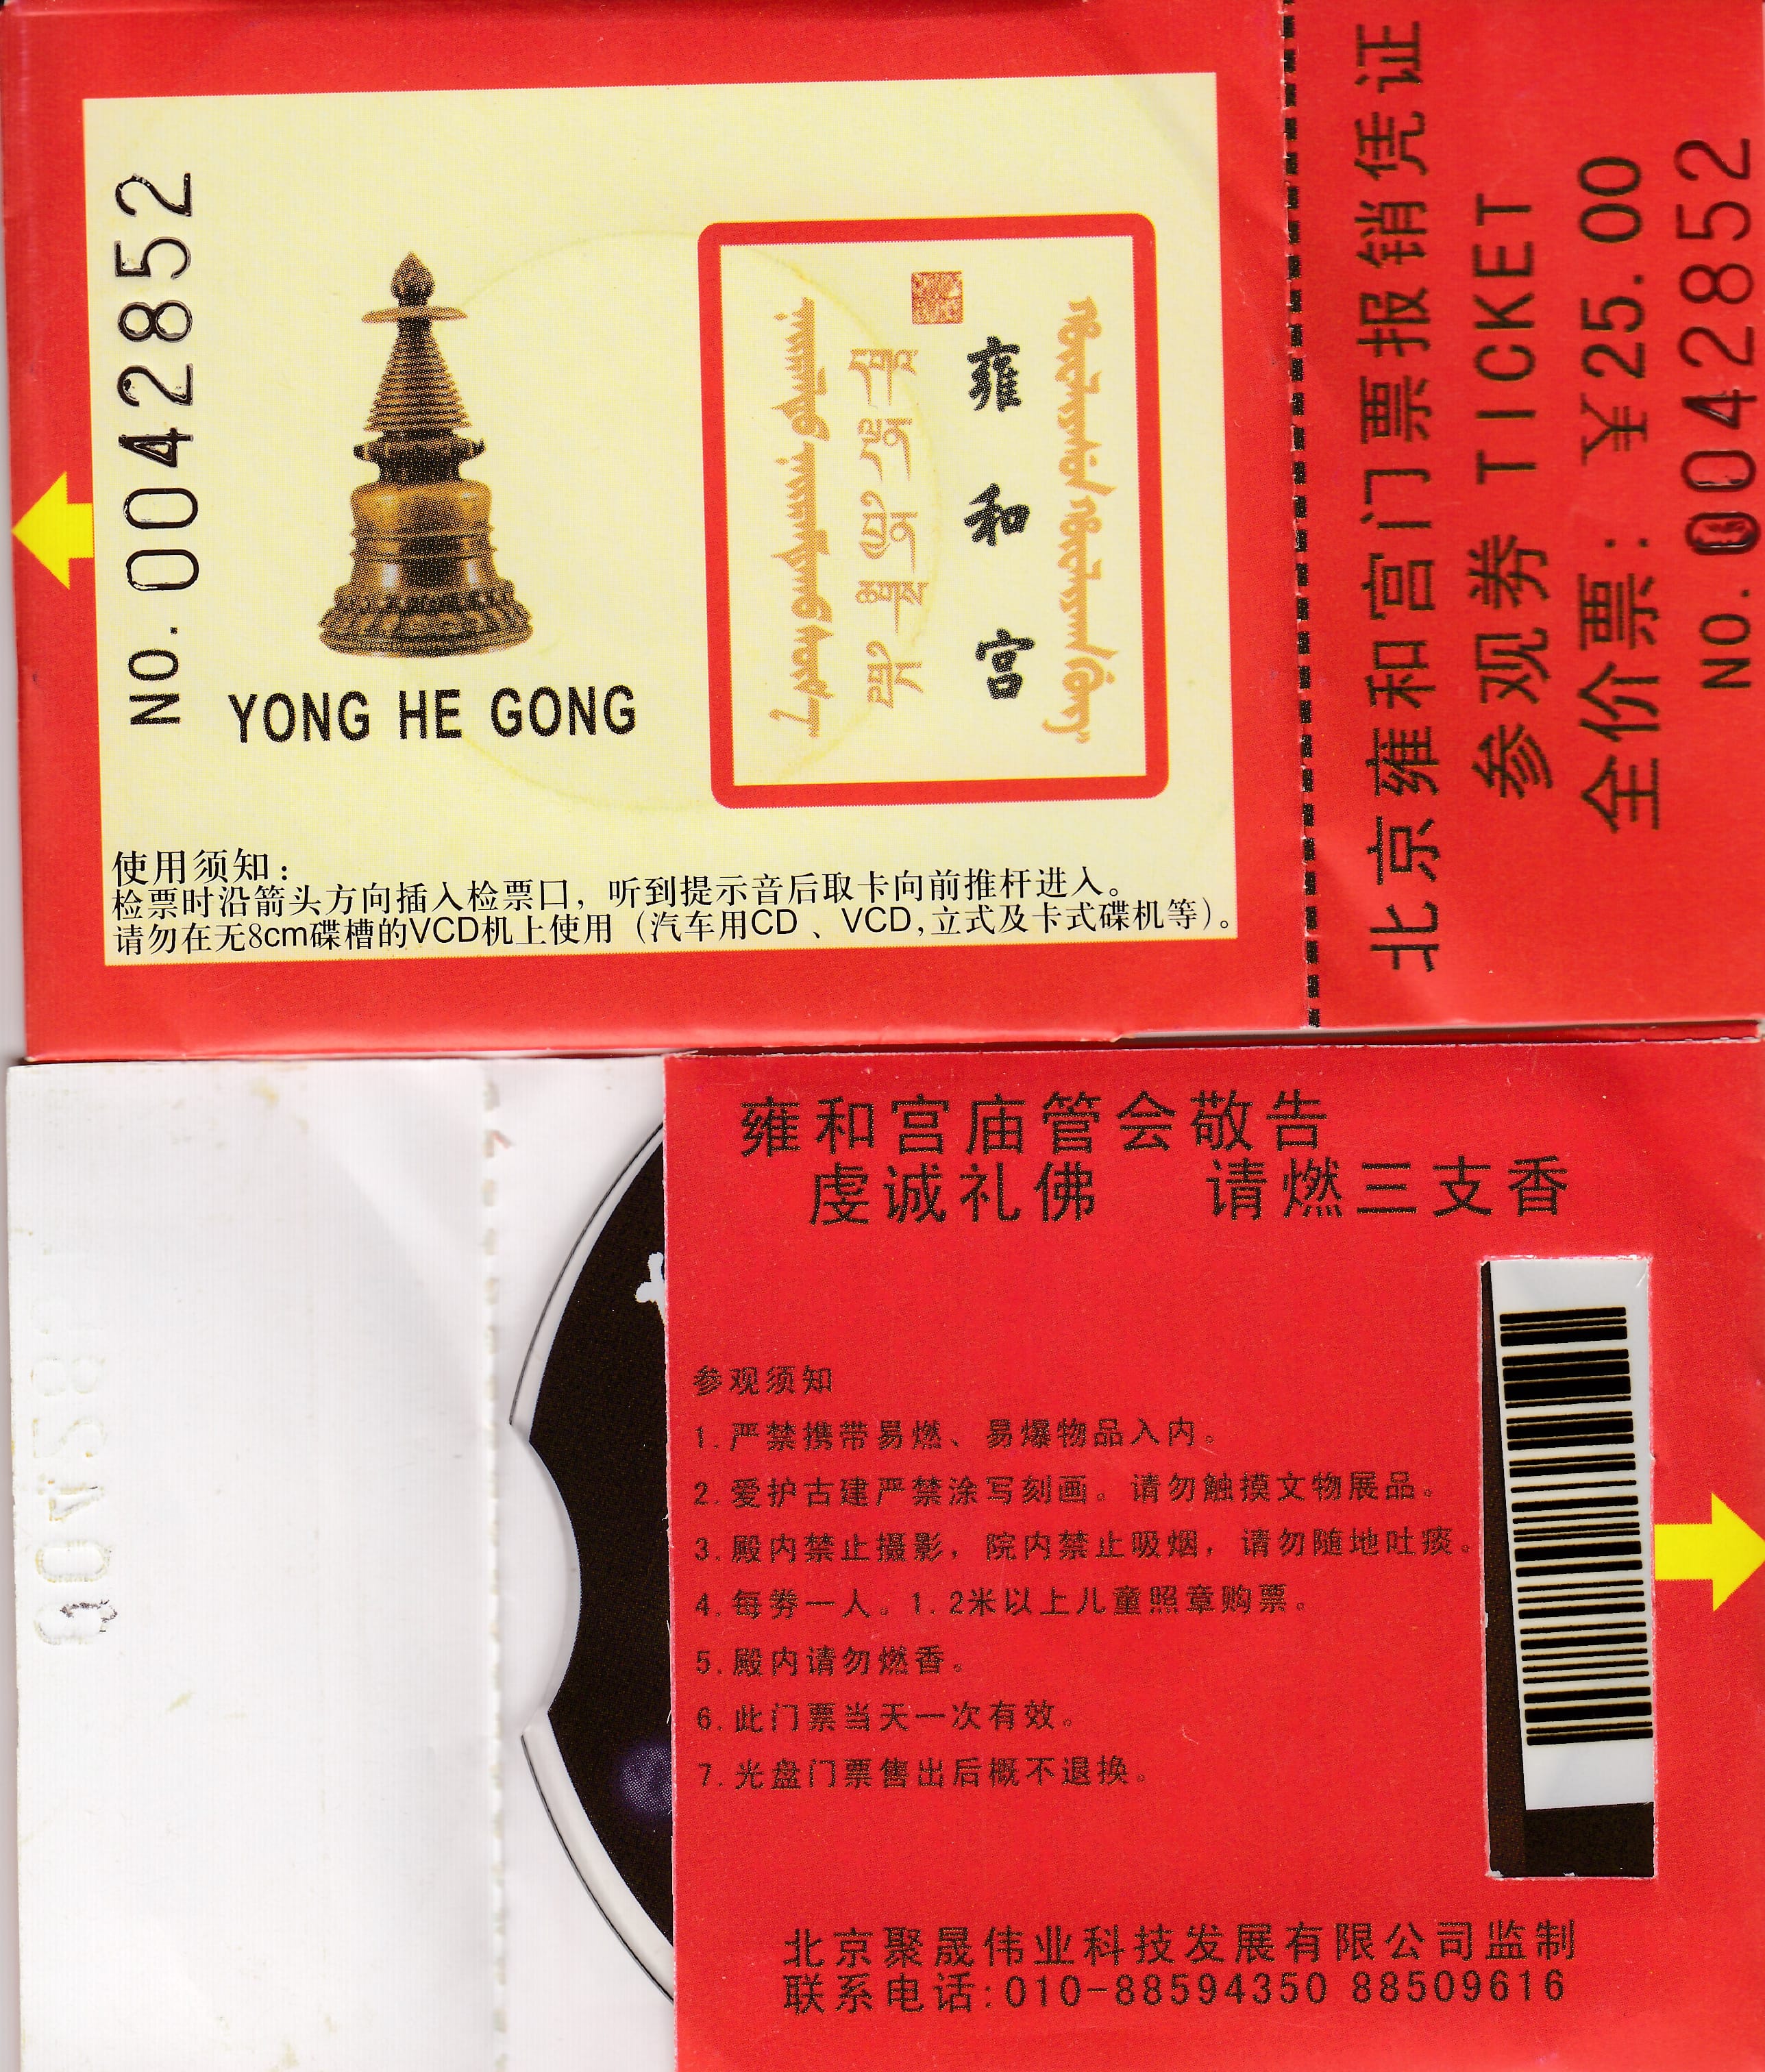 NO. 0042852
YONG HE GONG
雍和宫
使用须知：
检票时沿箭头方向插入检票口，听到提示音后取卡向前推杆进入。
请勿在无8cm碟槽的VCD机上使用（汽车用CD、VCD,立式及卡式碟机等）。
北京雍和宫门票报销凭证
参观券 TICKET
全价票：￥25.00
NO.0042852
雍和宫庙管会敬告
虔诚礼佛 请燃三支香
参观须知
1.严禁携带易燃、易爆物品入内。
2.爱护古建严禁涂写刻画。请勿触摸文物展品。
3.殿内禁止摄影，院内禁止吸烟，请勿随地吐痰。
4.每券一人。1.2米以上儿童照章购票。
5.殿内请勿燃香。
6.此门票当天一次有效。
7.光盘门票售出后概不退换。
北京聚晟伟业科技发展有限公司监制
联系电话:010-88594350 88509616